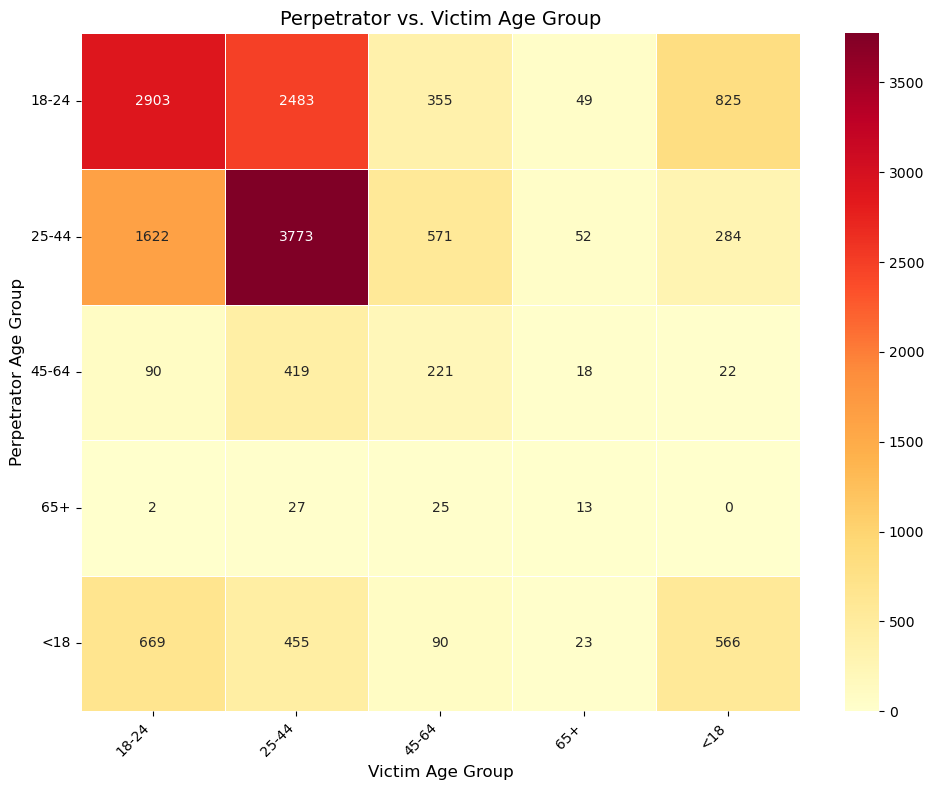 Perpetrator vs. Victim Age Group
Perpetrator Age Group
18-24 2903 2483 355 49 825
25-44 1622 3773 571 52 284
45-64 90 419 221 18 22
65+ 2 27 25 13 0
<18 669 455 90 23 566
18-24 25-44 45-64 65+ <18
Victim Age Group
3500
3000
2500
2000
1500
1000
500
0